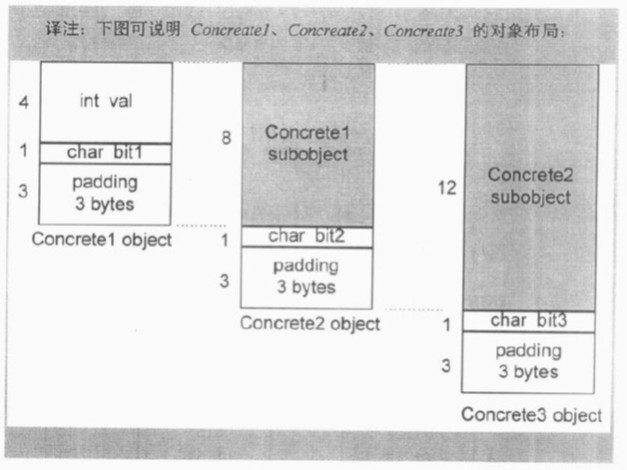 译注：下图可说明 Concreate1、Concreate2、Concreate3 的对象布局：
4
int val
1
char bit1
3
padding
3 bytes
Concrete1 object
8
Concrete1
subobject
1
char bit2
3
padding
3 bytes
Concrete2 object
12
Concrete2
subobject
1
char bit3
3
padding
3 bytes
Concrete3 object